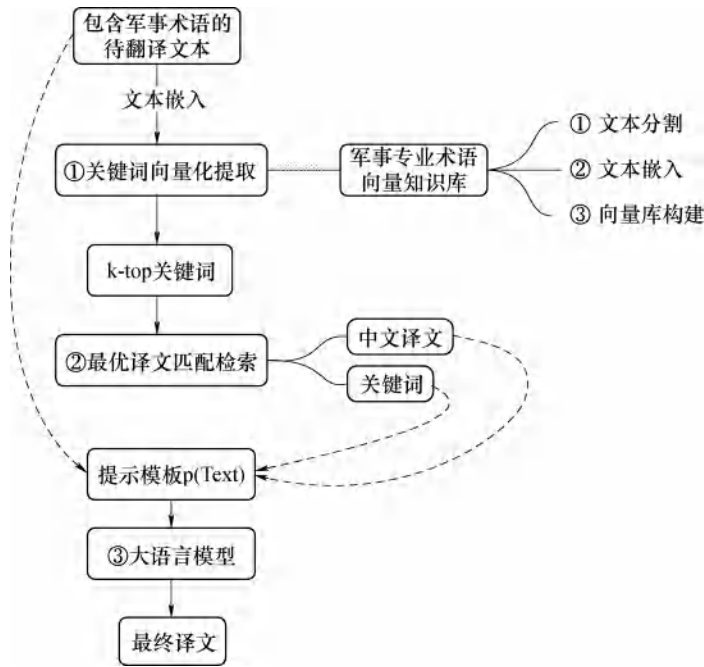 包含军事术语的
待翻译文本
文本嵌入
①关键词向量化提取
军事专业术语
向量知识库
① 文本分割
② 文本嵌入
③ 向量库构建
k-top关键词
②最优译文匹配检索
中文译文
关键词
提示模板p(Text)
③大语言模型
最终译文